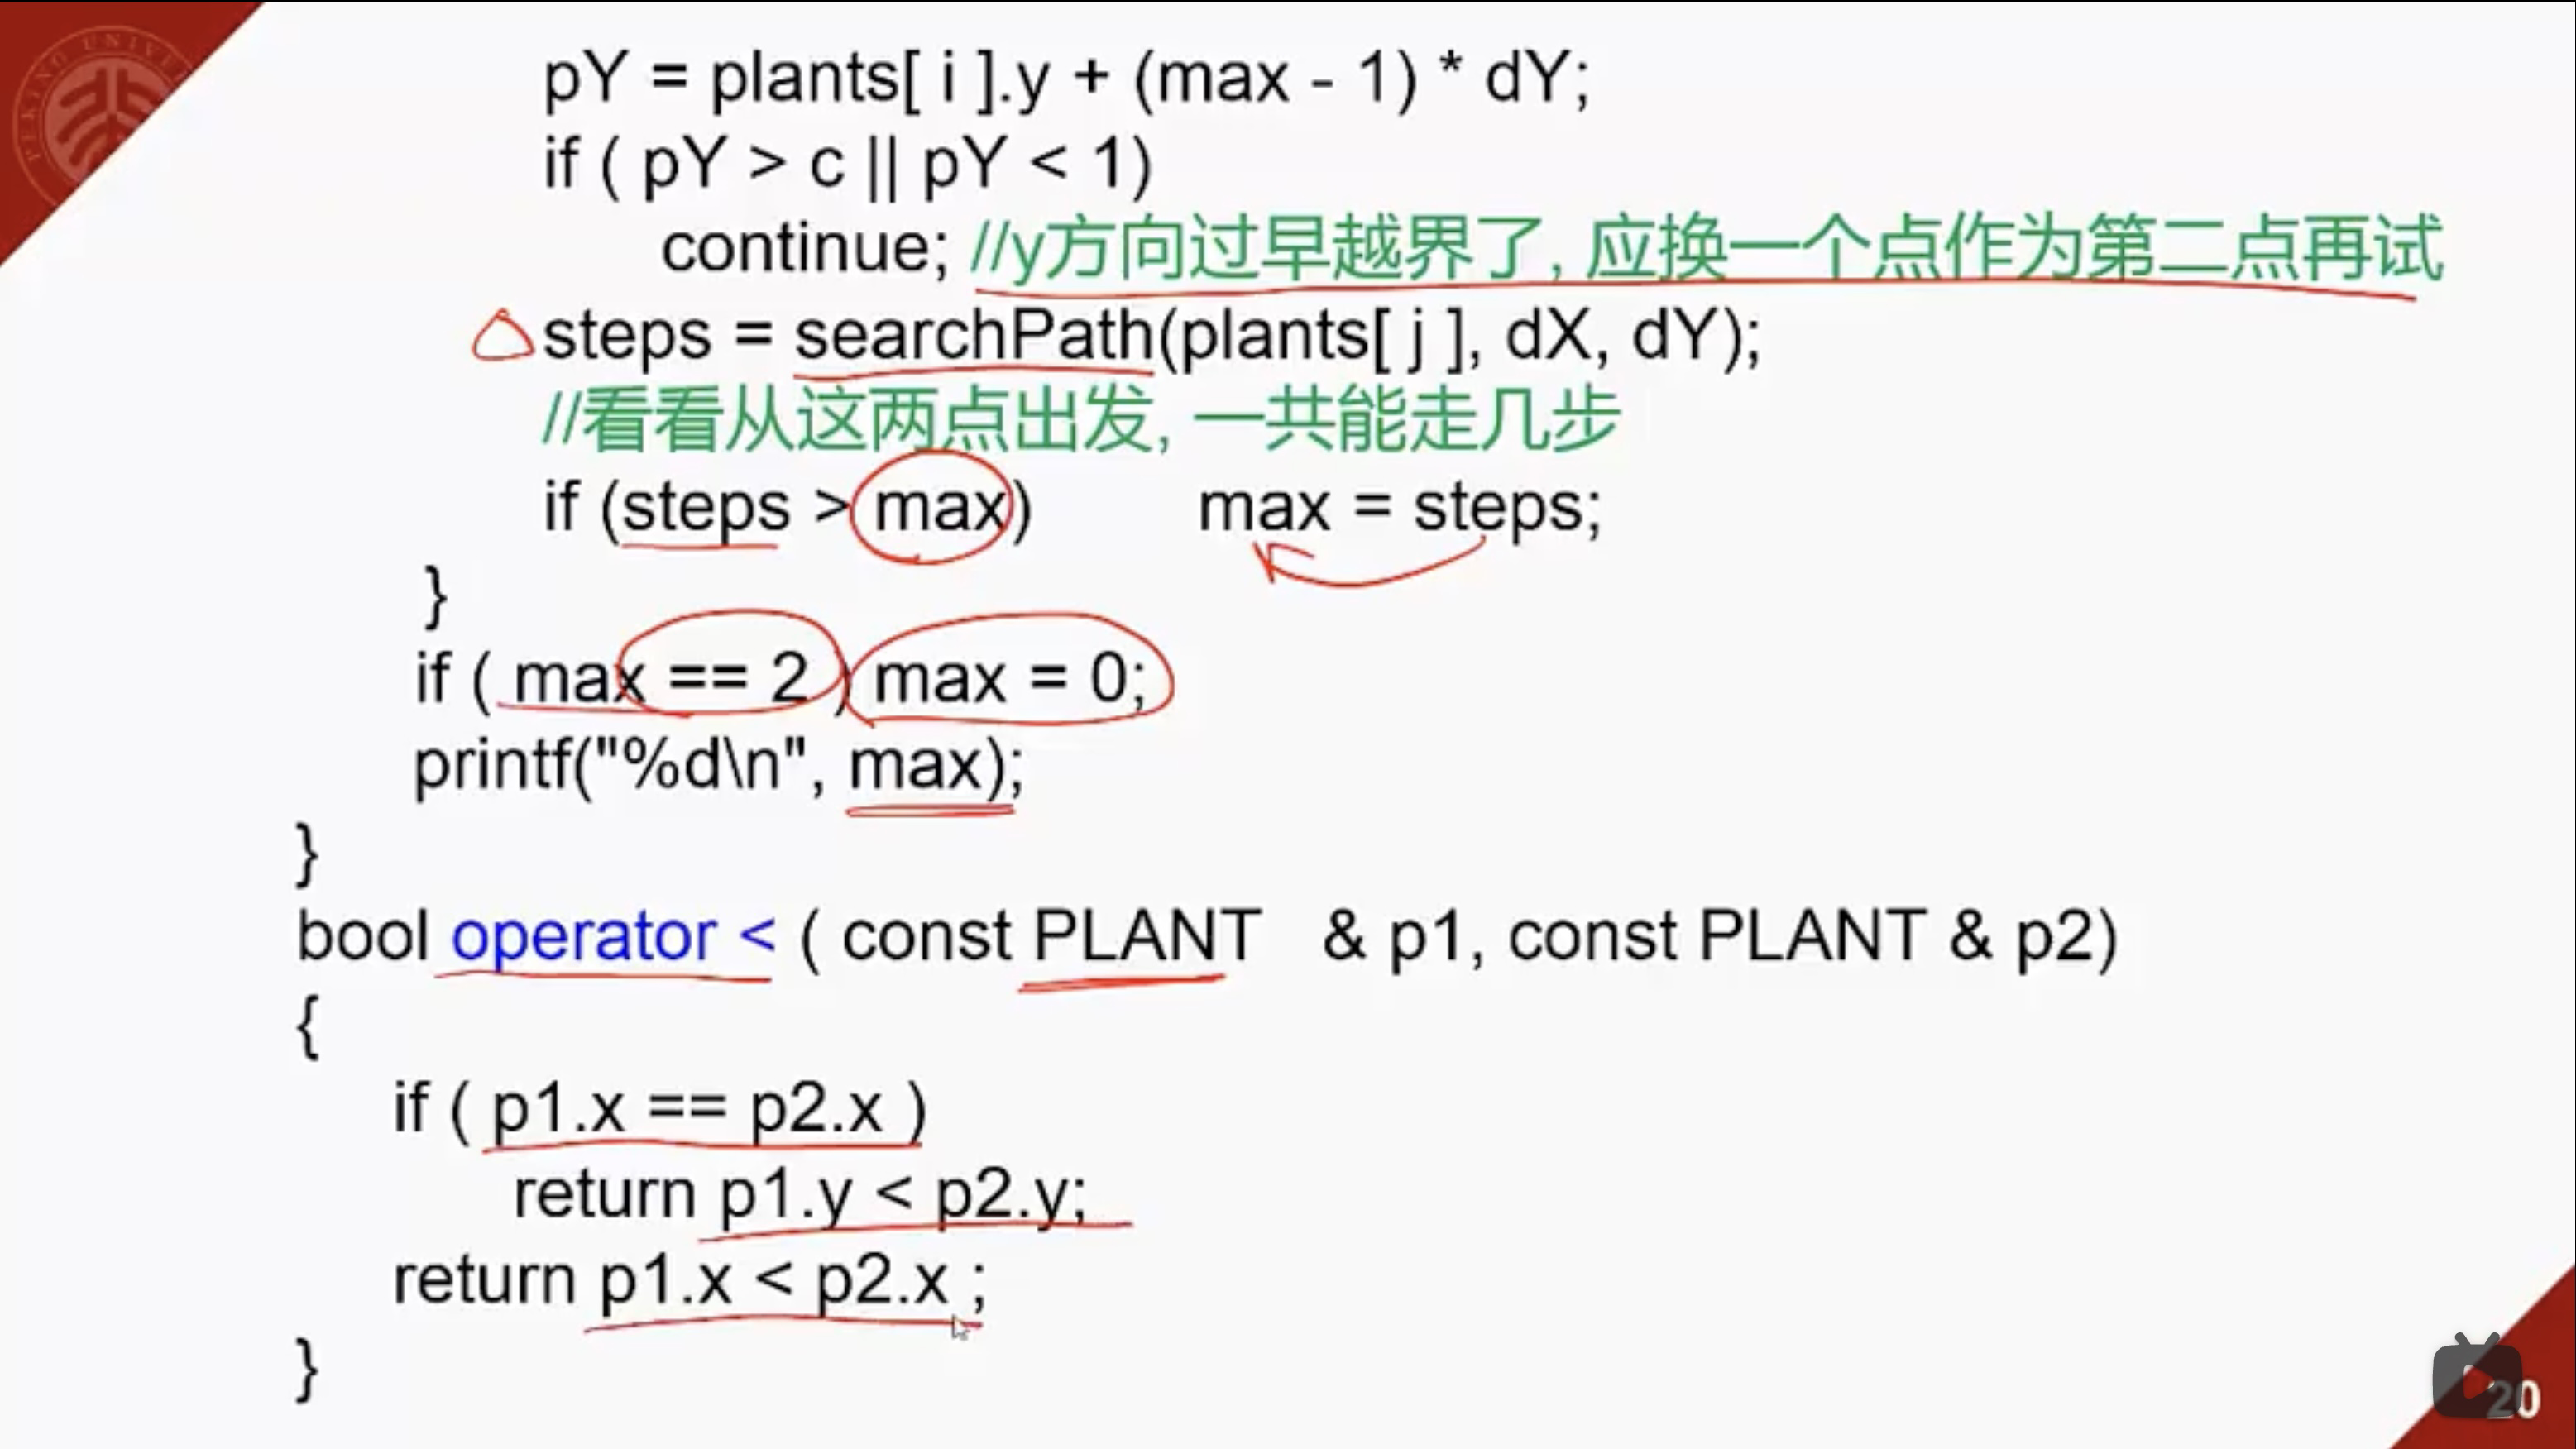 PEKING UNIV
pY = plants[ i ].y + (max - 1) * dY;
if ( pY > c || pY < 1)
continue; //y方向过早越界了, 应换一个点作为第二点再试
steps = searchPath(plants[ j ], dX, dY);
//看看从这两点出发, 一共能走几步
if (steps > max) max = steps;
}
if ( max == 2 ) max = 0;
printf("%d\n", max);
}
bool operator < ( const PLANT & p1, const PLANT & p2)
{
if ( p1.x == p2.x )
return p1.y < p2.y;
return p1.x < p2.x ;
}
20